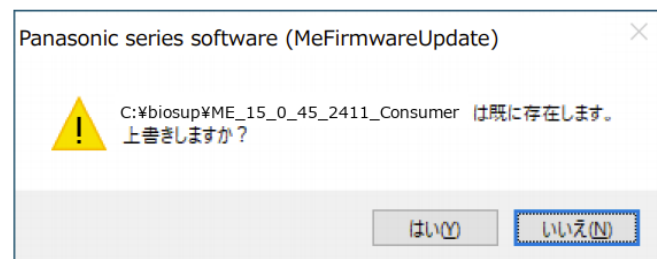 Panasonic series software (MeFirmwareUpdate)
C:¥biosup¥ME_15_0_45_2411_Consumer は既に存在します。
上書きしますか？
はい(Y) いいえ(N)